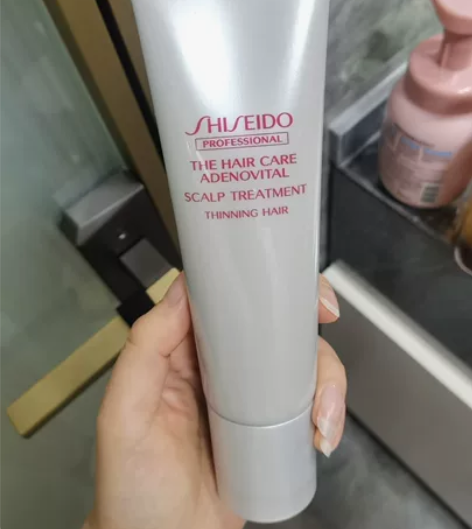 SHISEIDO
PROFESSIONAL
THE HAIR CARE
ADENOVITAL
SCALP TREATMENT
THINNING HAIR